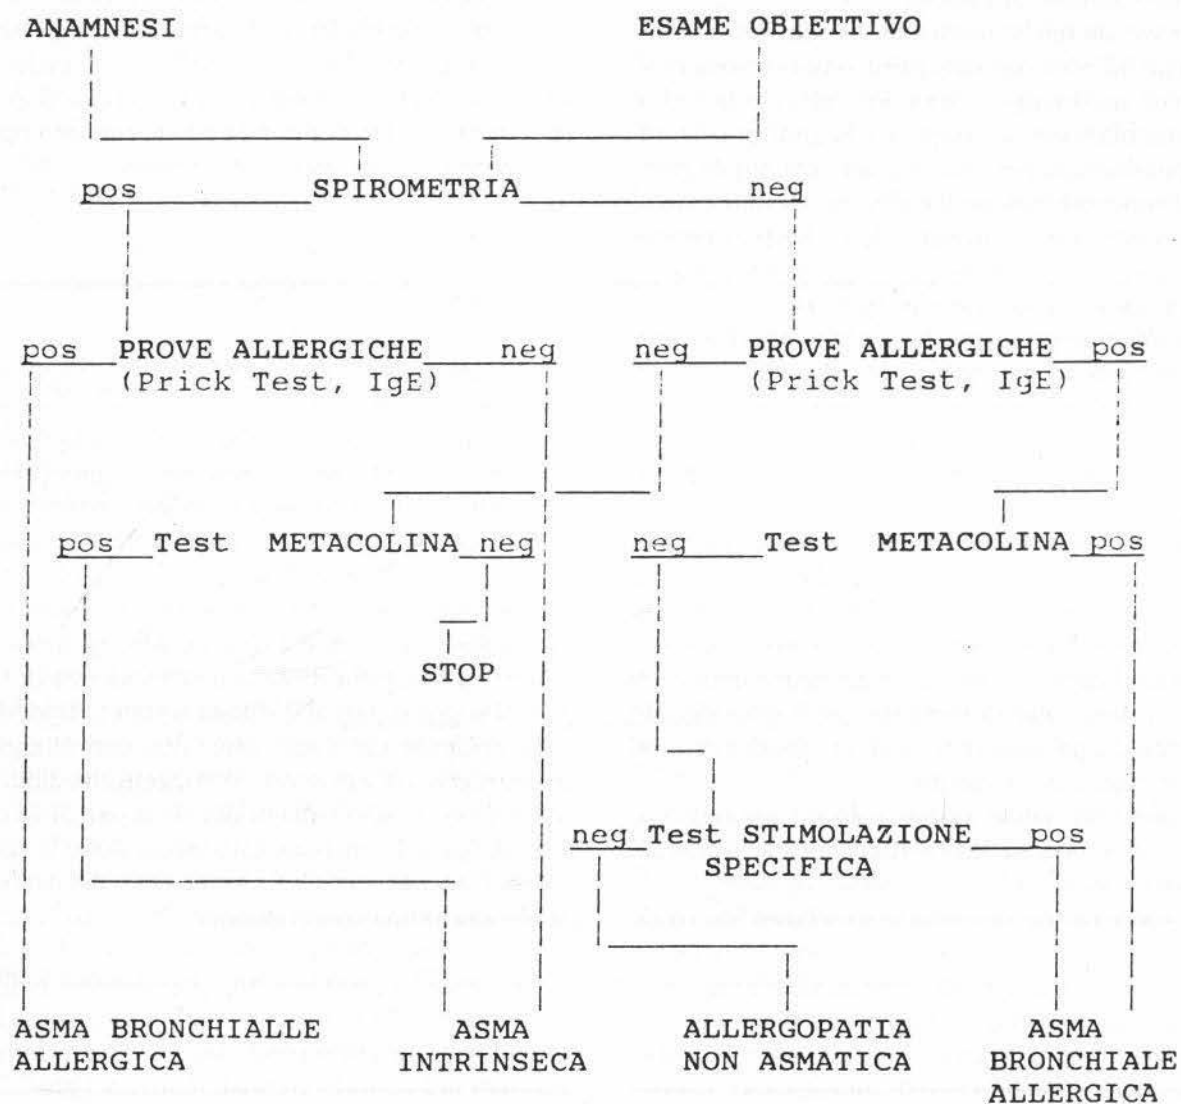 ANAMNESI ESAME OBIETTIVO
pos SPIROMETRIA neg
pos PROVE ALLERGICHE neg neg PROVE ALLERGICHE pos
(Prick Test, IgE) (Prick Test, IgE)
pos Test METACOLINA neg neg Test METACOLINA pos
STOP
neg Test STIMOLAZIONE pos
SPECIFICA
ASMA BRONCHIALLE ASMA ALLERGOPATIA ASMA
ALLERGICA INTRINSECA NON ASMATICA BRONCHIALE
ALLERGICA